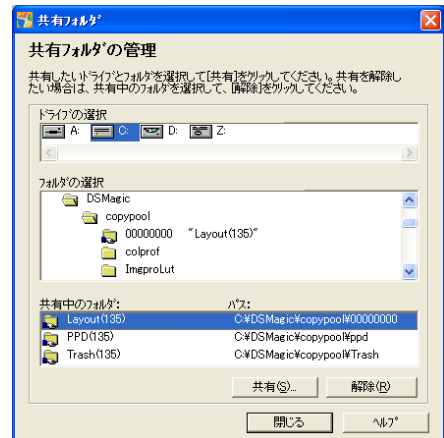 共有フォルダ
共有フォルダの管理
共有したいドライブとフォルダを選択して[共有]をクリックしてください。共有を解除し
たい場合は、共有中のフォルダを選択して、[解除]をクリックしてください。
ドライブの選択
A: C: D: Z:
フォルダの選択
DSMagic
copypool
00000000 "Layout(135)"
colprof
ImgproLut
共有中のフォルダ: パス:
Layout(135) C:¥DSMagic¥copypool¥00000000
PPD(135) C:¥DSMagic¥copypool¥ppd
Trash(135) C:¥DSMagic¥copypool¥Trash
共有(S)... 解除(R)
閉じる ヘルプ